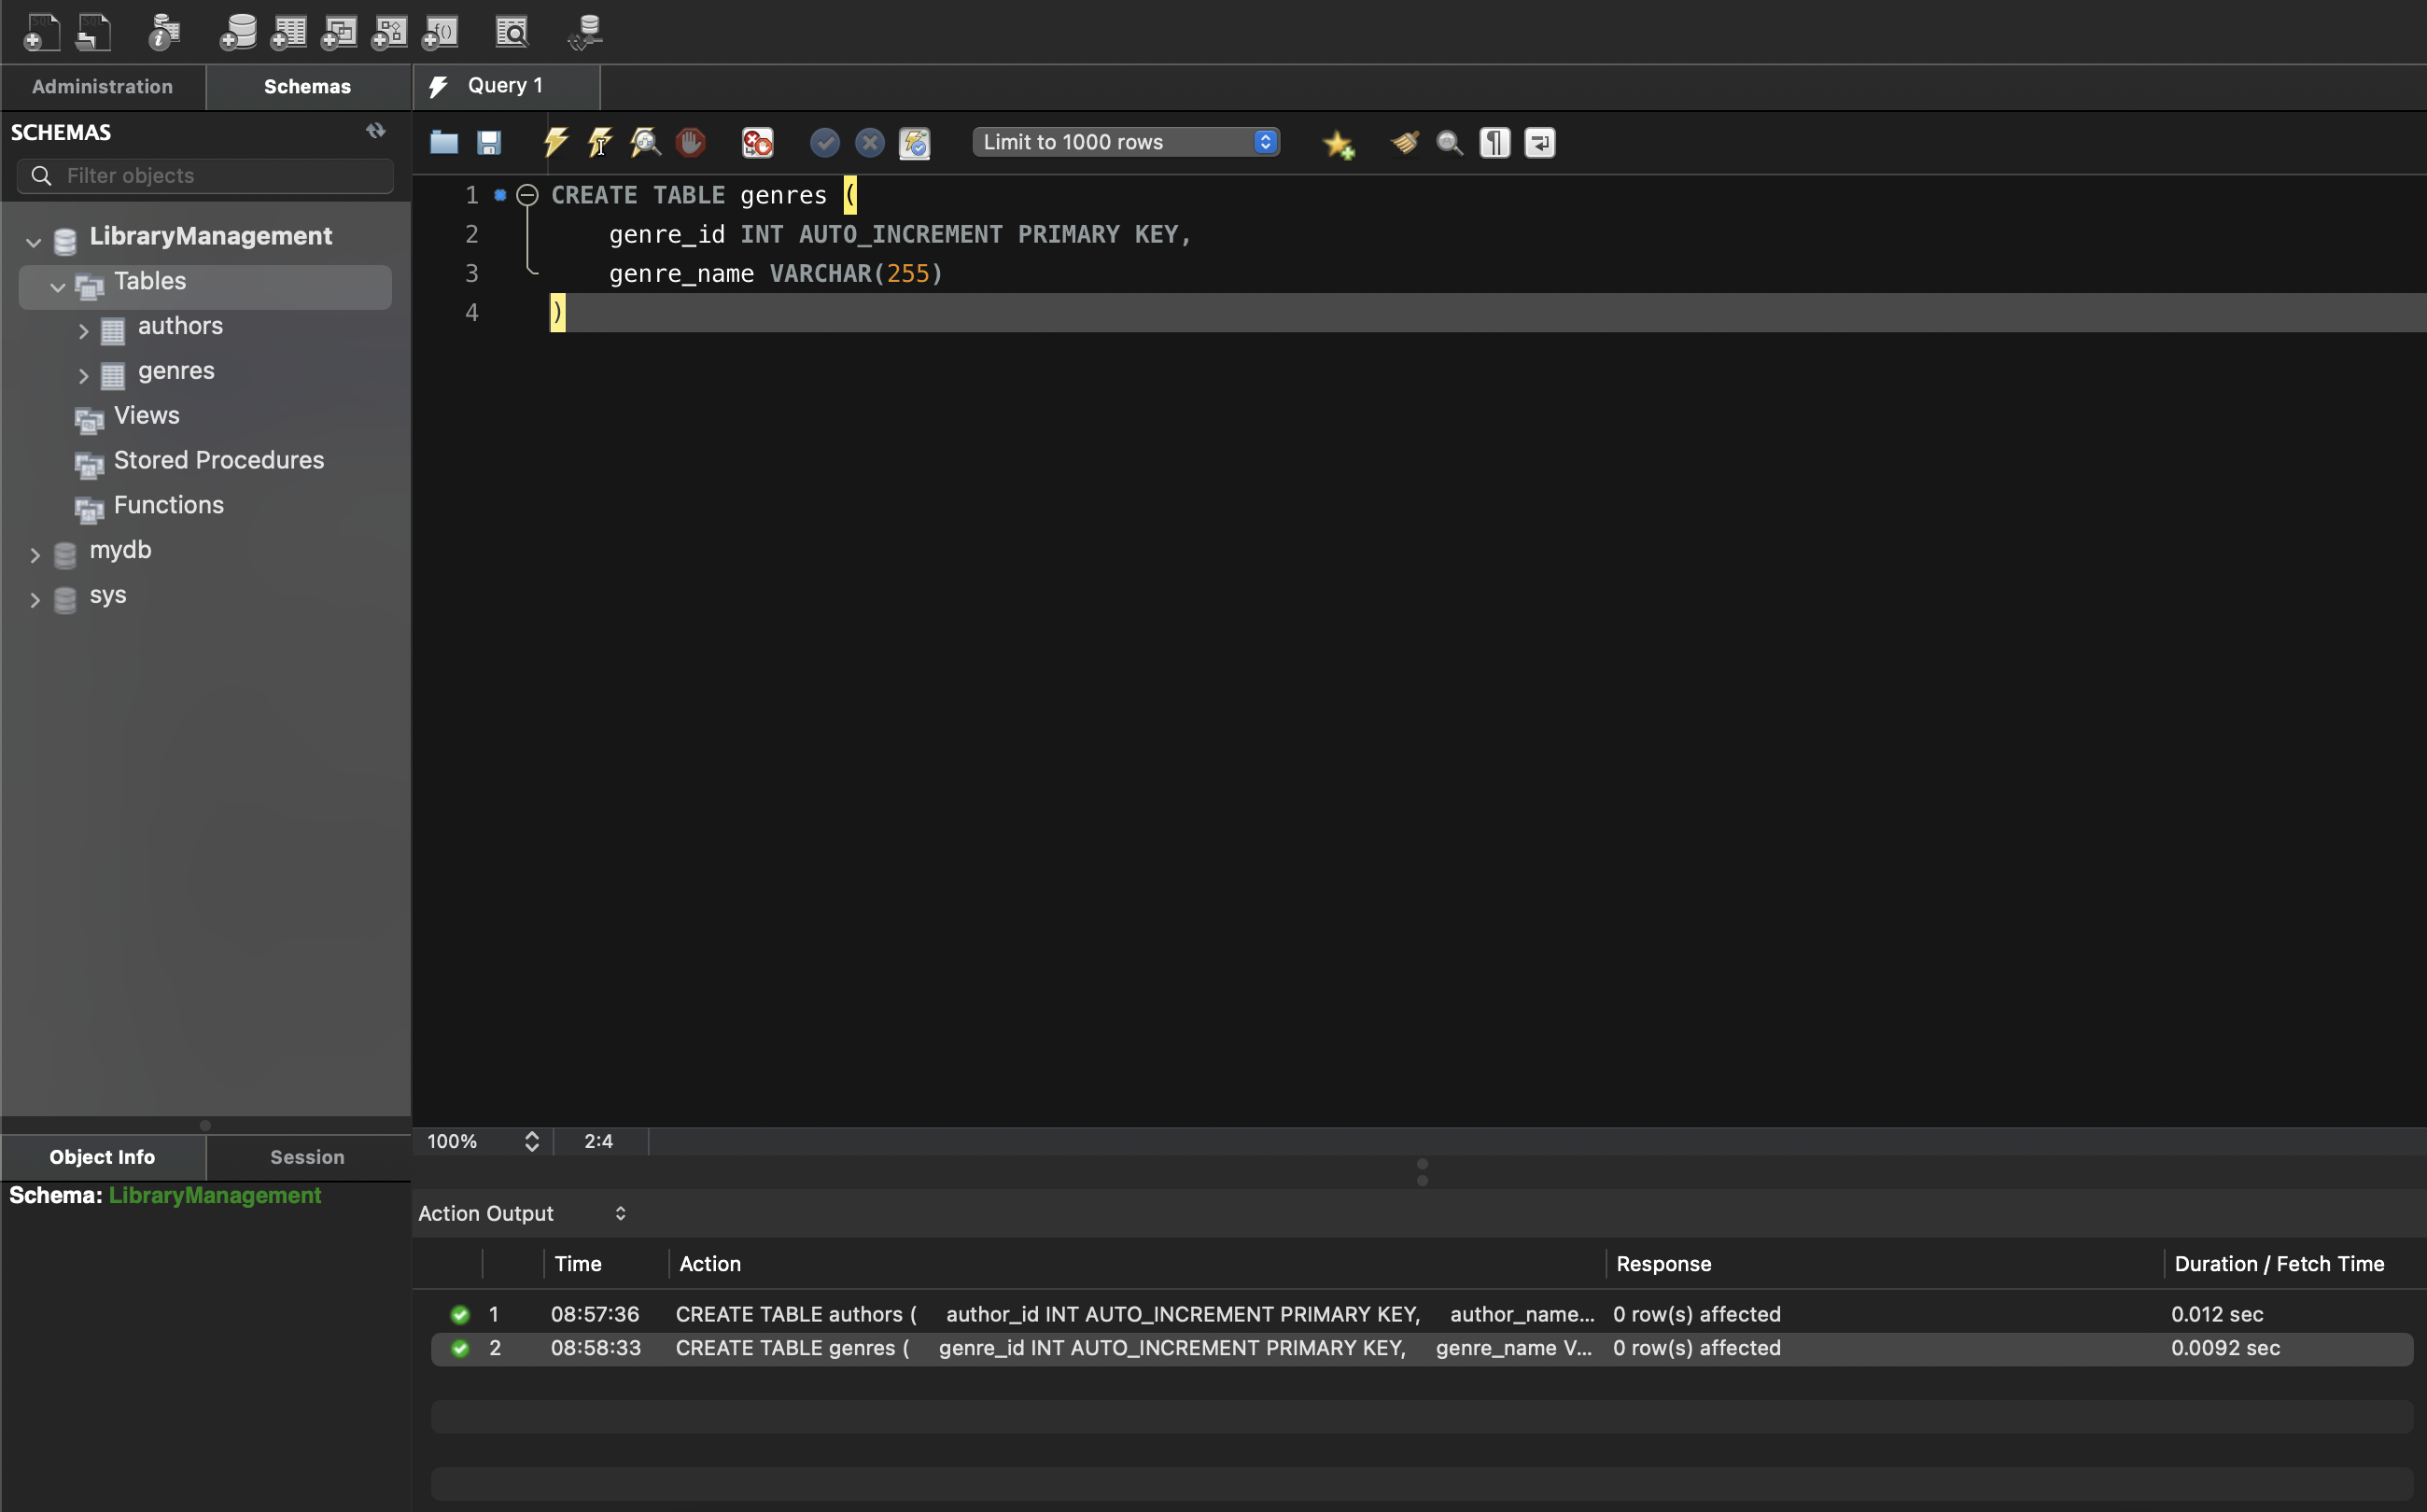 Administration
Schemas
Query 1
SCHEMAS
Filter objects
Limit to 1000 rows
LibraryManagement
Tables
authors
genres
Views
Stored Procedures
Functions
mydb
sys
1 CREATE TABLE genres (
2 genre_id INT AUTO_INCREMENT PRIMARY KEY,
3 genre_name VARCHAR(255)
4 )
100% 2:4
Object Info
Session
Schema: LibraryManagement
Action Output
Time Action Response Duration / Fetch Time
1 08:57:36 CREATE TABLE authors ( author_id INT AUTO_INCREMENT PRIMARY KEY, author_name... 0 row(s) affected 0.012 sec
2 08:58:33 CREATE TABLE genres ( genre_id INT AUTO_INCREMENT PRIMARY KEY, genre_name V... 0 row(s) affected 0.0092 sec